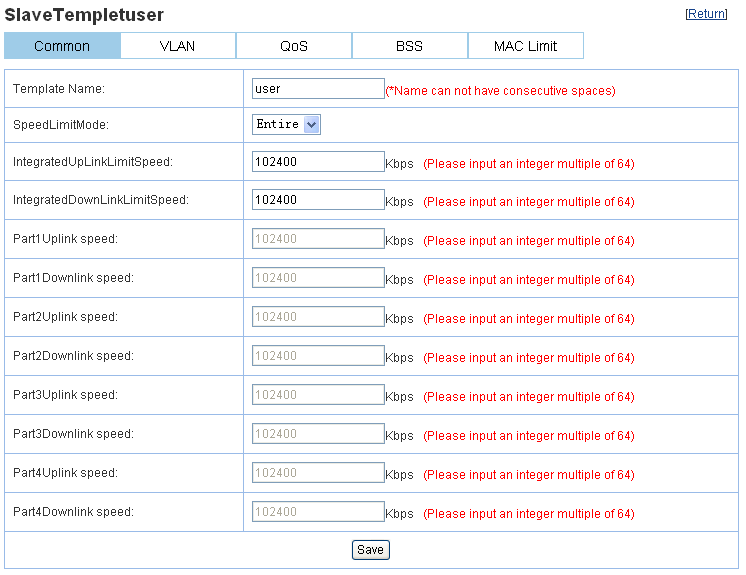 SlaveTempletuser [Return]
Common VLAN QoS BSS MAC Limit
Template Name: user (*Name can not have consecutive spaces)
SpeedLimitMode: Entire
IntegratedUpLinkLimitSpeed: 102400 Kbps (Please input an integer multiple of 64)
IntegratedDownLinkLimitSpeed: 102400 Kbps (Please input an integer multiple of 64)
Part1Uplink speed: 102400 Kbps (Please input an integer multiple of 64)
Part1Downlink speed: 102400 Kbps (Please input an integer multiple of 64)
Part2Uplink speed: 102400 Kbps (Please input an integer multiple of 64)
Part2Downlink speed: 102400 Kbps (Please input an integer multiple of 64)
Part3Uplink speed: 102400 Kbps (Please input an integer multiple of 64)
Part3Downlink speed: 102400 Kbps (Please input an integer multiple of 64)
Part4Uplink speed: 102400 Kbps (Please input an integer multiple of 64)
Part4Downlink speed: 102400 Kbps (Please input an integer multiple of 64)
Save